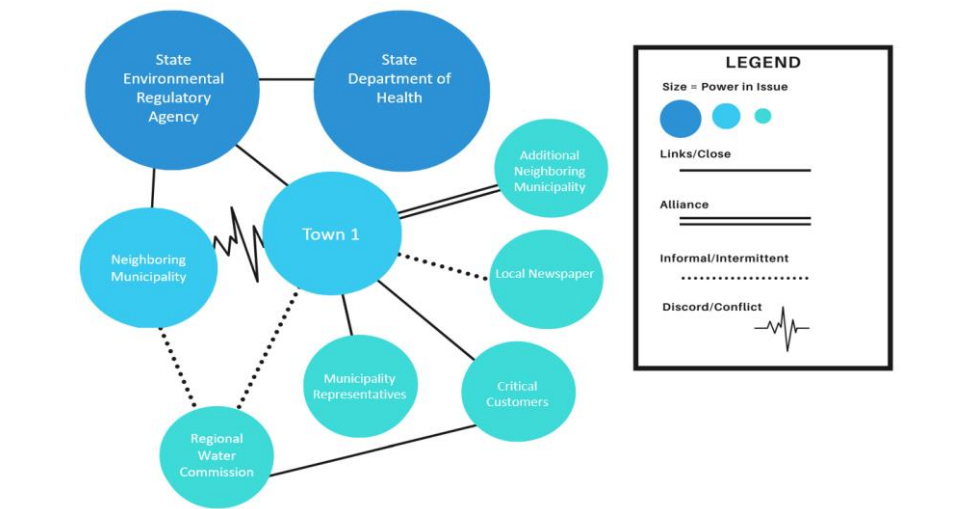 State
Environmental
Regulatory
Agency
State
Department of
Health
Additional
Neighboring
Municipality
Town 1
Neighboring
Municipality
Local Newspaper
Municipality
Representatives
Critical
Customers
Regional
Water
Commission
LEGEND
Size = Power in Issue
Links/Close
Alliance
Informal/Intermittent
Discord/Conflict